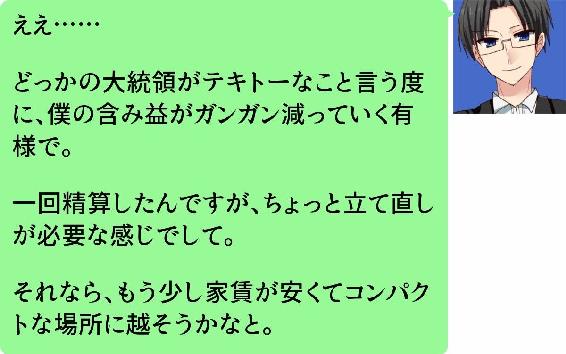 ええ……
どっかの大統領がテキトーなこと言う度
に、僕の含み益がガンガン減っていく有
様で。
一回精算したんですが、ちょっと立て直し
が必要な感じでして。
それなら、もう少し家賃が安くてコンパク
トな場所に越そうかなと。